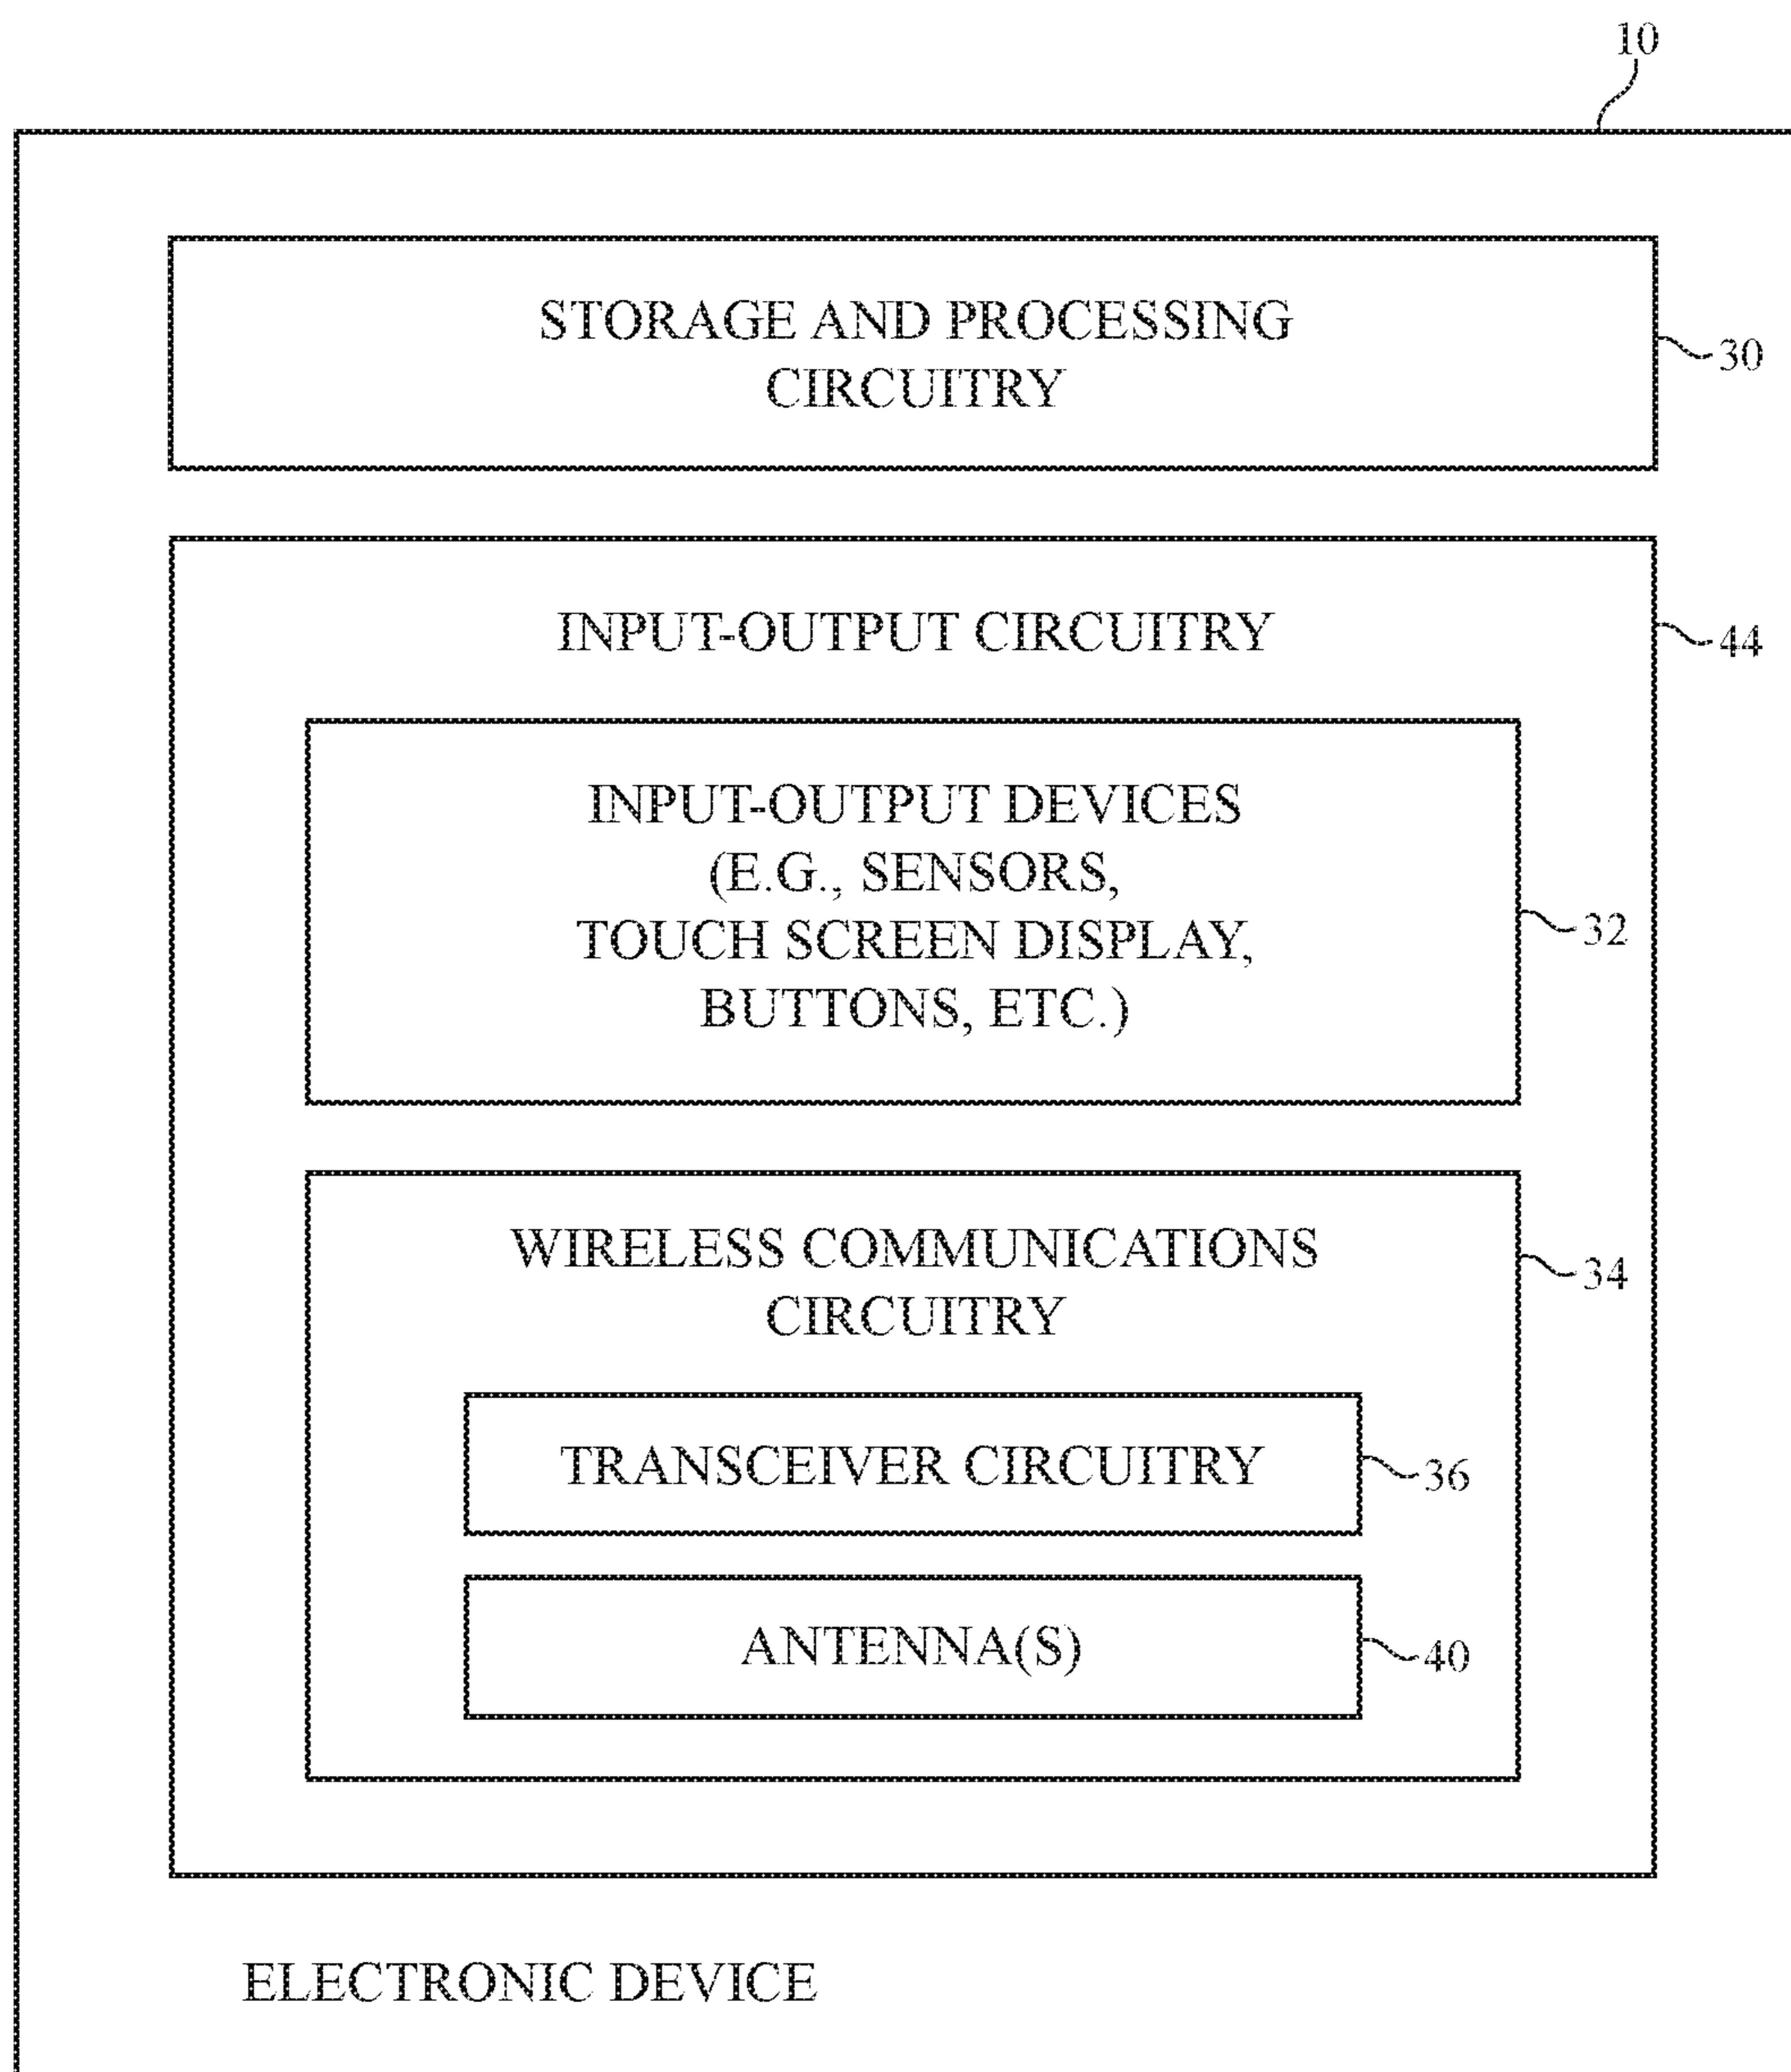 10
STORAGE AND PROCESSING
CIRCUITRY
30
INPUT-OUTPUT CIRCUITRY
44
INPUT-OUTPUT DEVICES
(E.G., SENSORS,
TOUCH SCREEN DISPLAY,
BUTTONS, ETC.)
32
WIRELESS COMMUNICATIONS
CIRCUITRY
34
TRANSCEIVER CIRCUITRY
36
ANTENNA(S)
40
ELECTRONIC DEVICE